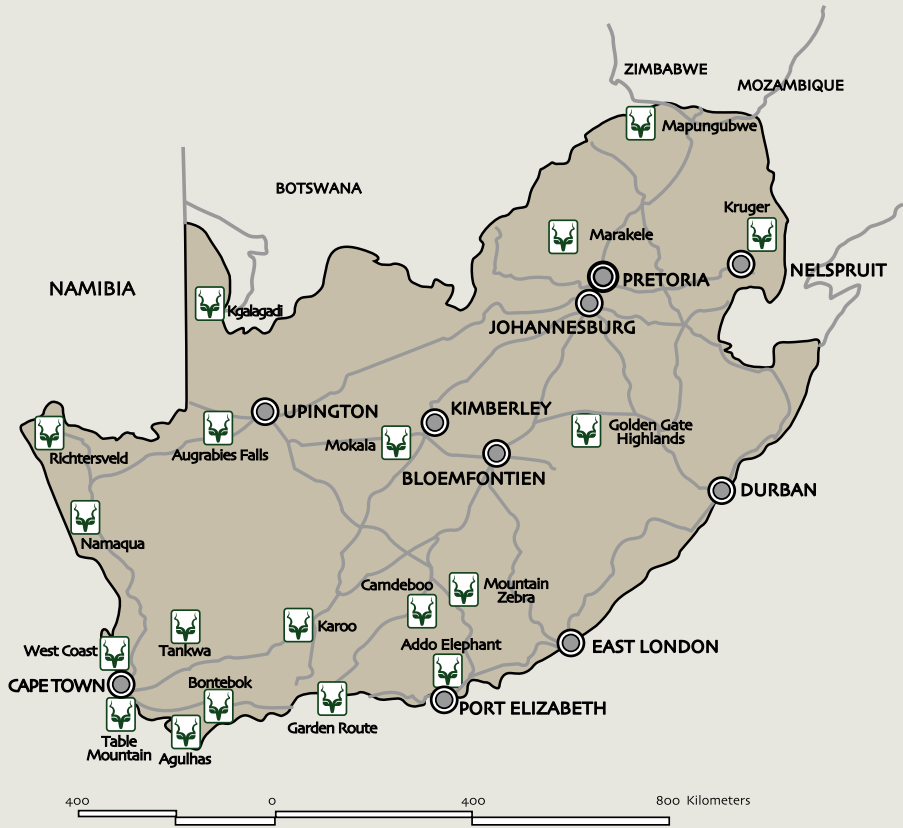 ZIMBABWE
MOZAMBIQUE
Mapungubwe
BOTSWANA
Kruger
Marakele
NELSPRUIT
PRETORIA
NAMIBIA
Kgalagadi
JOHANNESBURG
UPINGTON
KIMBERLEY
Golden Gate
Highlands
Mokala
Augrabies Falls
Richtersveld
BLOEMFONTIEN
DURBAN
Namaqua
Camdeboo
Mountain
Zebra
Karoo
Addo Elephant
EAST LONDON
West Coast
Tankwa
CAPE TOWN
Bontebok
PORT ELIZABETH
Garden Route
Table
Mountain
Agulhas
400 0 400 800 Kilometers